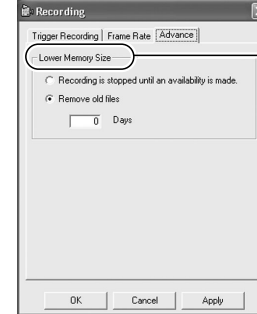 Recording
Trigger Recording Frame Rate Advance
Lower Memory Size
Recording is stopped until an availability is made.
Remove old files
0 Days
OK Cancel Apply